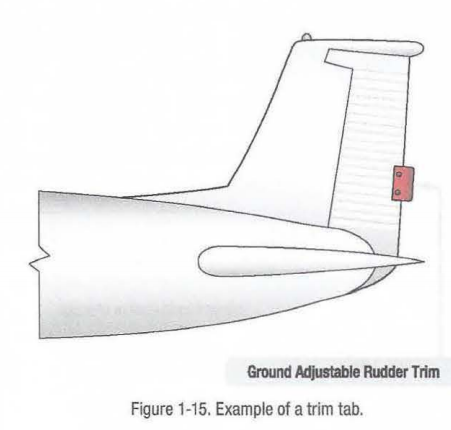 Ground Adjustable Rudder Trim
Figure 1-15. Example of a trim tab.